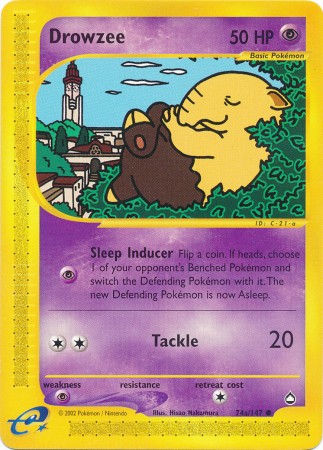 Drowzee 50 HP
Basic Pokémon
ID: C-21-a
Sleep Inducer Flip a coin. If heads, choose
1 of your opponent's Benched Pokémon and
switch the Defending Pokémon with it. The
new Defending Pokémon is now Asleep.
Tackle 20
weakness resistance retreat cost
e
© 2002 Pokémon / Nintendo Illus. Hisao Nakamura 74a/147